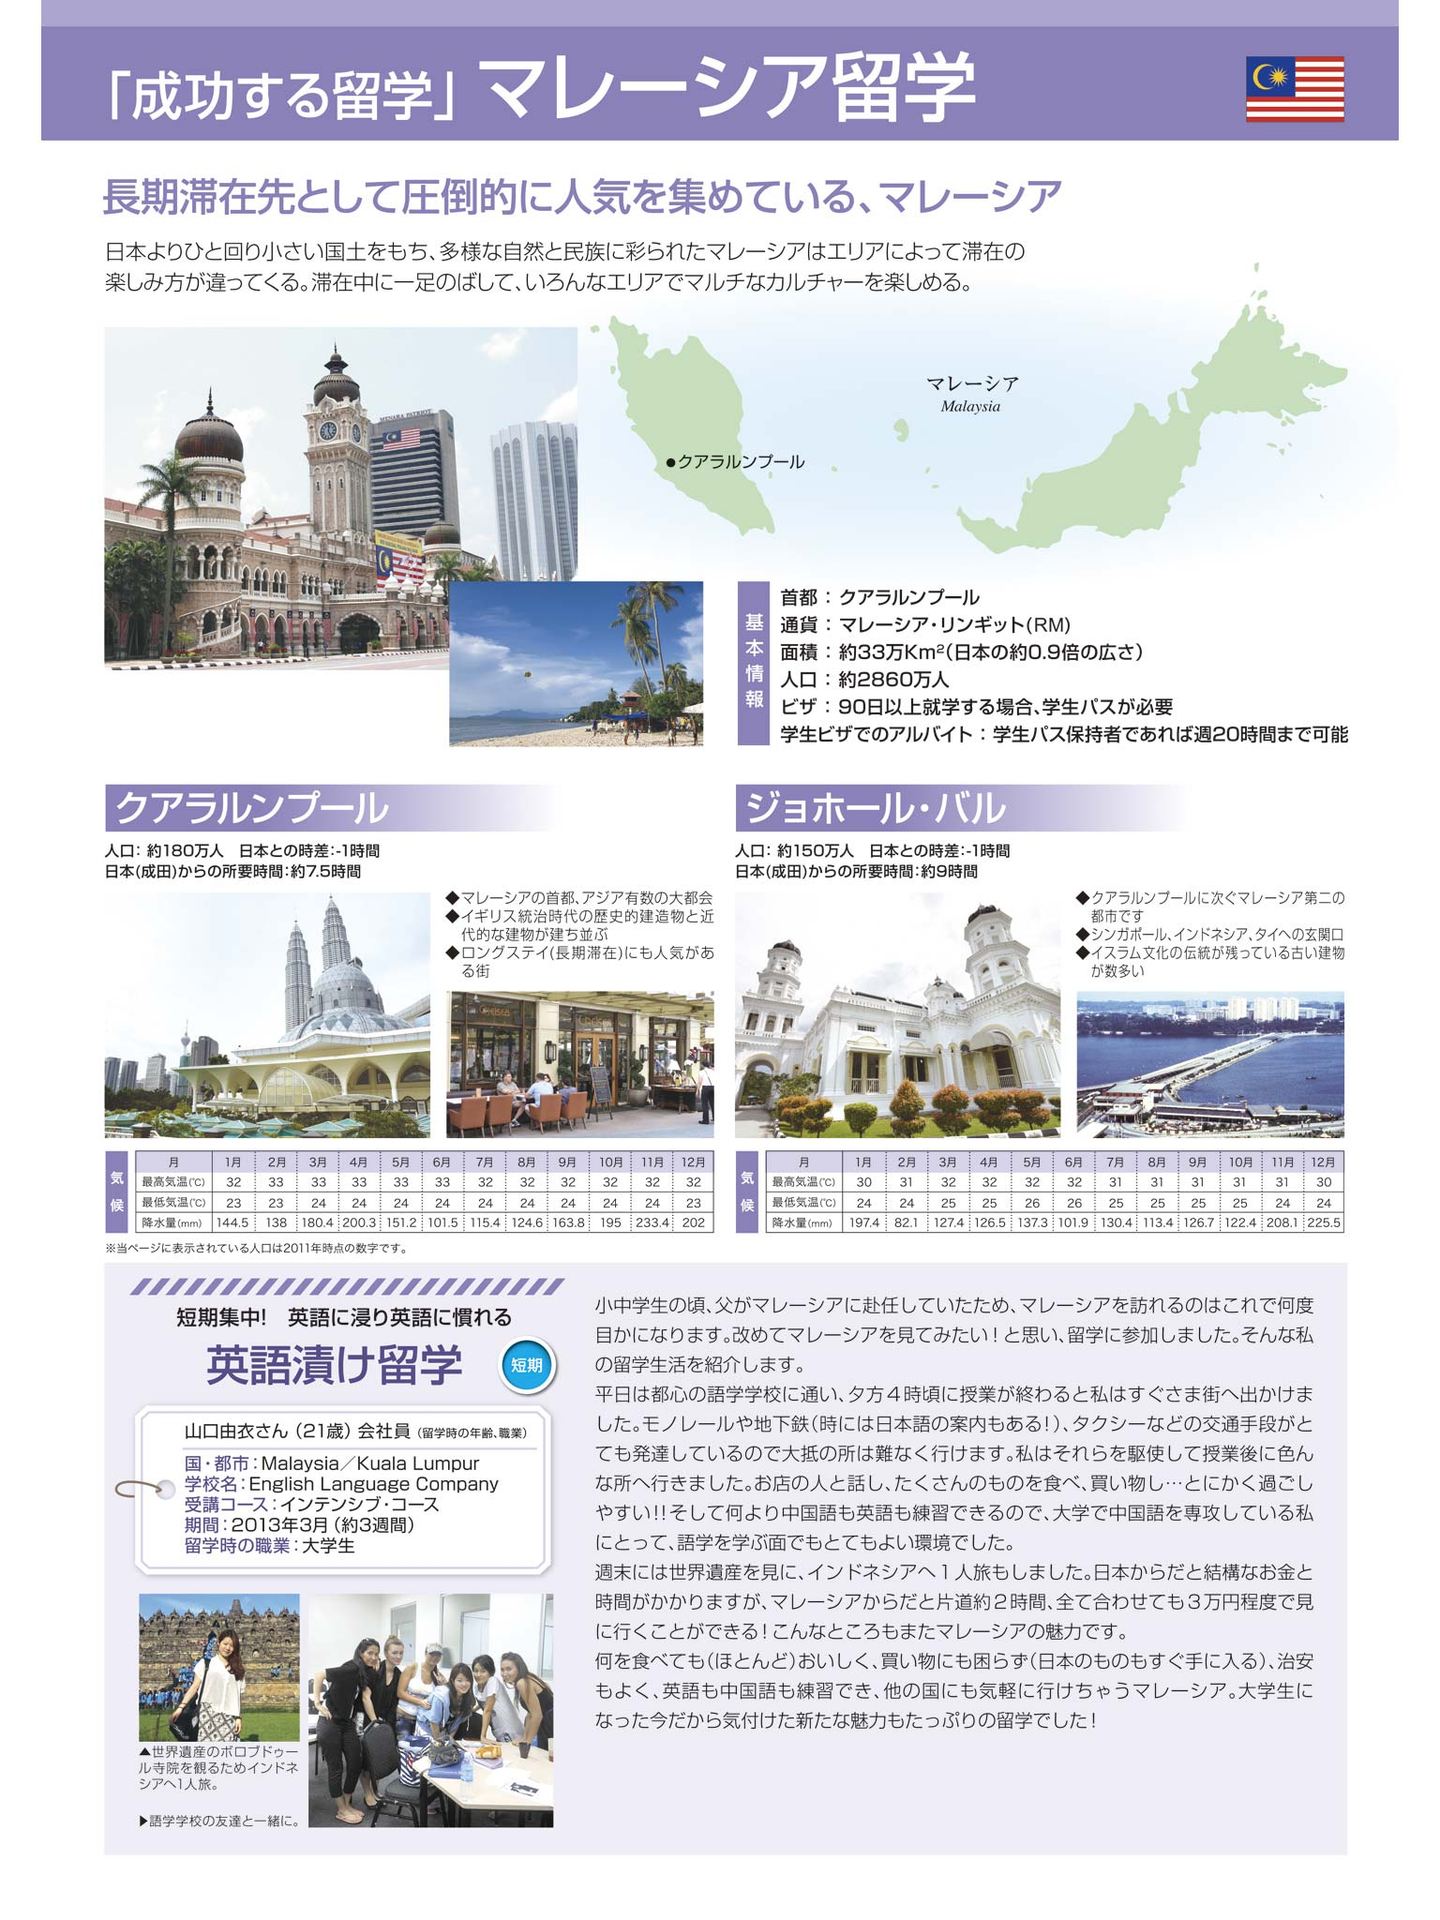 「成功する留学」マレーシア留学
長期滞在先として圧倒的に人気を集めている、マレーシア
日本よりひと回り小さい国土をもち、多様な自然と民族に彩られたマレーシアはエリアによって滞在の
楽しみ方が違ってくる。滞在中に一足のばして、いろんなエリアでマルチなカルチャーを楽しめる。
MENARA PATRIOT
マレーシア
Malaysia
●クアラルンプール
基本情報
首都：クアラルンプール
通貨：マレーシア・リンギット(RM)
面積：約33万Km²(日本の約0.9倍の広さ)
人口：約2860万人
ビザ：90日以上就学する場合、学生パスが必要
学生ビザでのアルバイト：学生パス保持者であれば週20時間まで可能
クアラルンプール
人口：約180万人　日本との時差:-1時間
日本(成田)からの所要時間:約7.5時間
◆マレーシアの首都、アジア有数の大都会
◆イギリス統治時代の歴史的建造物と近
代的な建物が建ち並ぶ
◆ロングステイ(長期滞在)にも人気があ
る街
気候
月 1月 2月 3月 4月 5月 6月 7月 8月 9月 10月 11月 12月
最高気温(℃) 32 33 33 33 33 33 32 32 32 32 32 32
最低気温(℃) 23 23 24 24 24 24 24 24 24 24 24 23
降水量(mm) 144.5 138 180.4 200.3 151.2 101.5 115.4 124.6 163.8 195 233.4 202
※当ページに表示されている人口は2011年時点の数字です。
ジョホール・バル
人口：約150万人　日本との時差:-1時間
日本(成田)からの所要時間:約9時間
◆クアラルンプールに次ぐマレーシア第二の
都市です
◆シンガポール、インドネシア、タイへの玄関口
◆イスラム文化の伝統が残っている古い建物
が数多い
気候
月 1月 2月 3月 4月 5月 6月 7月 8月 9月 10月 11月 12月
最高気温(℃) 30 31 32 32 32 32 31 31 31 31 31 30
最低気温(℃) 24 24 25 25 26 26 25 25 25 25 24 24
降水量(mm) 197.4 82.1 127.4 126.5 137.3 101.9 130.4 113.4 126.7 122.4 208.1 225.5
短期集中!　英語に浸り英語に慣れる
英語漬け留学
短期
山口由衣さん（21歳）会社員（留学時の年齢、職業）
国・都市：Malaysia／Kuala Lumpur
学校名：English Language Company
受講コース：インテンシブ・コース
期間：2013年3月（約3週間）
留学時の職業：大学生
▲世界遺産のボロブドゥー
ル寺院を観るためインドネ
シアへ1人旅。
▶語学学校の友達と一緒に。
小中学生の頃、父がマレーシアに赴任していたため、マレーシアを訪れるのはこれで何度
目かになります。改めてマレーシアを見てみたい！と思い、留学に参加しました。そんな私
の留学生活を紹介します。
平日は都心の語学学校に通い、夕方４時頃に授業が終わると私はすぐさま街へ出かけま
した。モノレールや地下鉄（時には日本語の案内もある！）、タクシーなどの交通手段がと
ても発達しているので大抵の所は難なく行けます。私はそれらを駆使して授業後に色ん
な所へ行きました。お店の人と話し、たくさんのものを食べ、買い物し…とにかく過ごし
やすい!!そして何より中国語も英語も練習できるので、大学で中国語を専攻している私
にとって、語学を学ぶ面でもとてもよい環境でした。
週末には世界遺産を見に、インドネシアへ１人旅もしました。日本からだと結構なお金と
時間がかかりますが、マレーシアからだと片道約２時間、全て合わせても３万円程度で見
に行くことができる！こんなところもまたマレーシアの魅力です。
何を食べても（ほとんど）おいしく、買い物にも困らず（日本のものもすぐ手に入る）、治安
もよく、英語も中国語も練習でき、他の国にも気軽に行けちゃうマレーシア。大学生に
なった今だから気付けた新たな魅力もたっぷりの留学でした！